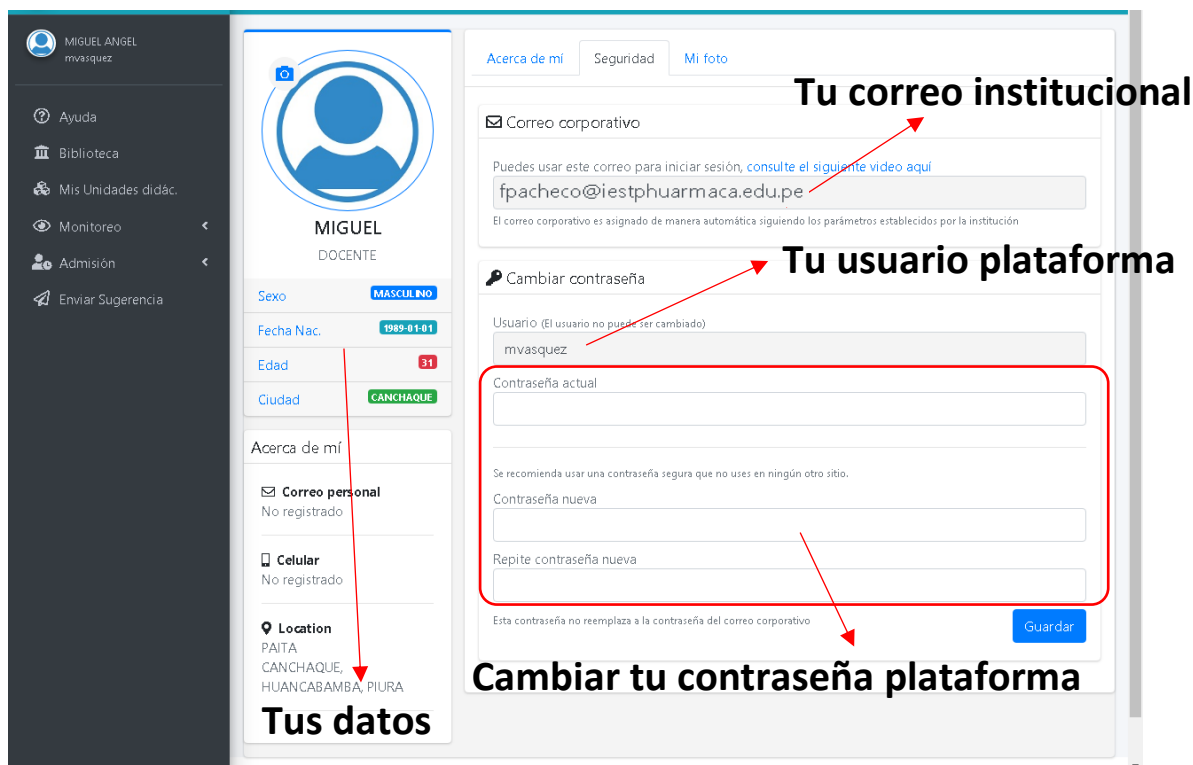 MIGUEL ANGEL
mvasquez
Ayuda
Biblioteca
Mis Unidades didác.
Monitoreo
Admisión
Enviar Sugerencia
MIGUEL
DOCENTE
Sexo MASCULINO
Fecha Nac. 1989-01-01
Edad 31
Ciudad CANCHAQUE
Acerca de mí
Correo personal
No registrado
Celular
No registrado
Location
PAITA
CANCHAQUE,
HUANCABAMBA, PIURA
Tus datos
Acerca de mí Seguridad Mi foto
Tu correo institucional
Correo corporativo
Puedes usar este correo para iniciar sesión, consulte el siguiente video aquí
fpacheco@iestphuarmaca.edu.pe
El correo corporativo es asignado de manera automática siguiendo los parámetros establecidos por la institución
Tu usuario plataforma
Cambiar contraseña
Usuario (El usuario no puede ser cambiado)
mvasquez
Contraseña actual
Se recomienda usar una contraseña segura que no uses en ningún otro sitio.
Contraseña nueva
Repite contraseña nueva
Esta contraseña no reemplaza a la contraseña del correo corporativo
Guardar
Cambiar tu contraseña plataforma